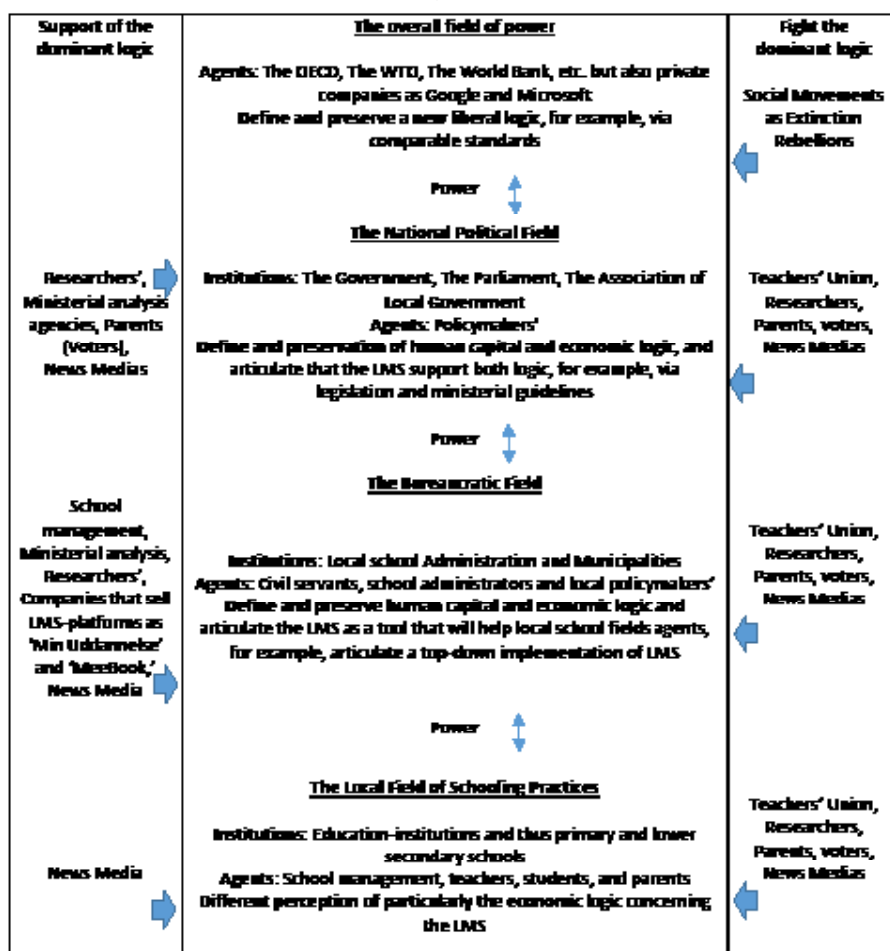 Support of the
dominant logic
The overall field of power
Agents: The OECD, The WTO, The World Bank, etc. but also private
companies as Google and Microsoft
Define and preserve a new liberal logic, for example, via
comparable standards
Fight the
dominant logic
Social Movements
as Extinction
Rebellions
Power
The National Political Field
Researchers',
Ministerial analysis
agencies, Parents
(Voters),
News Medias
Institutions: The Government, The Parliament, The Association of
Local Government
Agents: Policymakers'
Define and preservation of human capital and economic logic, and
articulate that the LMS support both logic, for example, via
legislation and ministerial guidelines
Teachers' Union,
Researchers,
Parents, voters,
News Medias
Power
The Bureaucratic Field
School
management,
Ministerial analysis,
Researchers',
Companies that sell
LMS-platforms as
'Min Uddannelse'
and 'MeeBook,'
News Media
Institutions: Local school Administration and Municipalities
Agents: Civil servants, school administrators and local policymakers'
Define and preserve human capital and economic logic and
articulate the LMS as a tool that will help local school fields agents,
for example, articulate a top-down implementation of LMS
Teachers' Union,
Researchers,
Parents, voters,
News Medias
Power
The Local Field of Schooling Practices
News Media
Institutions: Education-institutions and thus primary and lower
secondary schools
Agents: School management, teachers, students, and parents
Different perception of particularly the economic logic concerning
the LMS
Teachers' Union,
Researchers,
Parents, voters,
News Medias